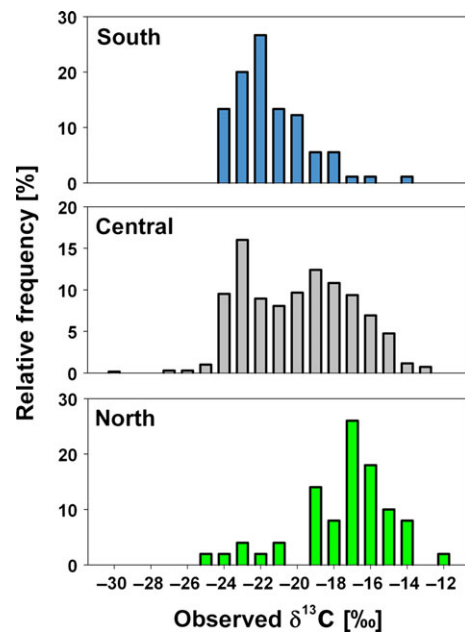 Relative frequency [%]
South
30
20
10
0
Central
20
15
10
5
0
North
30
20
10
0
−30 −28 −26 −24 −22 −20 −18 −16 −14 −12
Observed δ¹³C [‰]